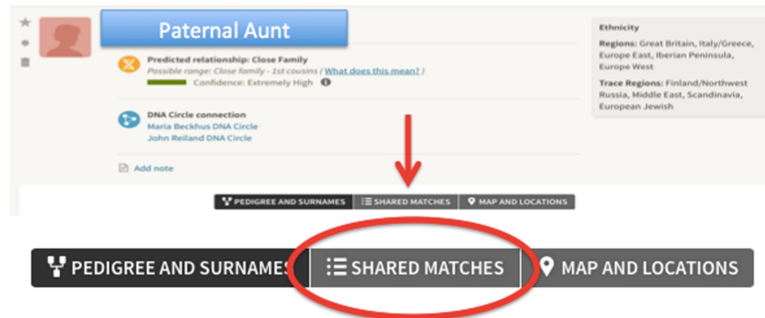 Paternal Aunt
Predicted relationship: Close Family
Possible range: Close family - 1st cousins ( What does this mean? )
Confidence: Extremely High
DNA Circle connection
Maria Beckhus DNA Circle
John Reiland DNA Circle
Add note
Ethnicity
Regions: Great Britain, Italy/Greece,
Europe East, Iberian Peninsula,
Europe West
Trace Regions: Finland/Northwest
Russia, Middle East, Scandinavia,
European Jewish
PEDIGREE AND SURNAMES SHARED MATCHES MAP AND LOCATIONS
PEDIGREE AND SURNAMES SHARED MATCHES MAP AND LOCATIONS